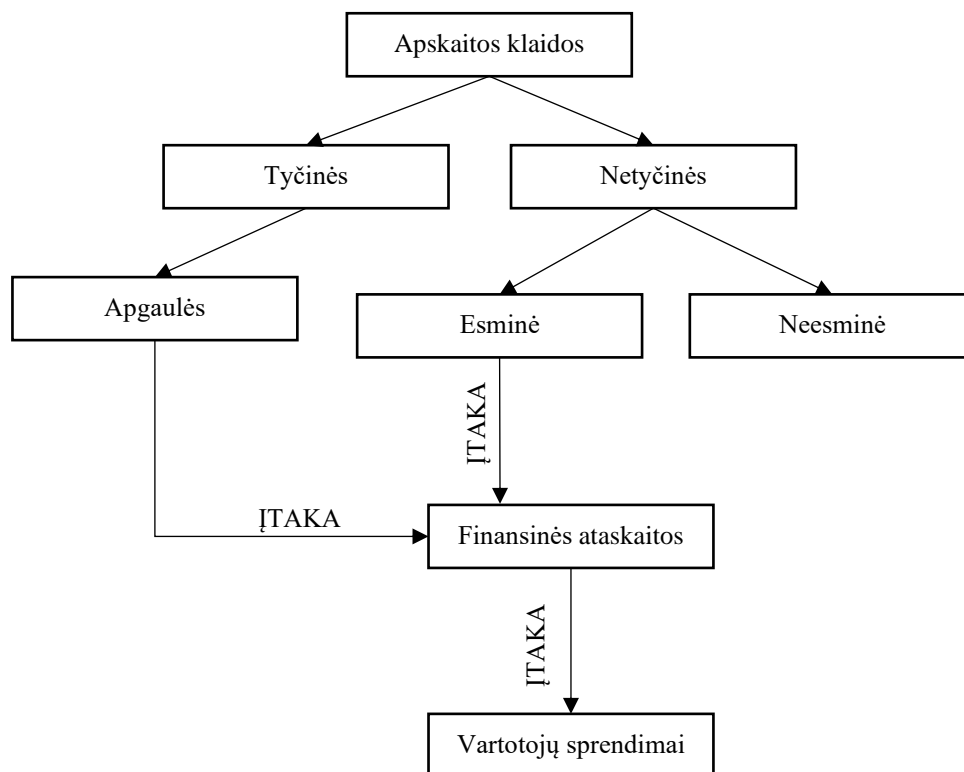 Apskaitos klaidos
Tyčinės
Netyčinės
Apgaulės
Esminė
Neesminė
ĮTAKA
ĮTAKA
Finansinės ataskaitos
ĮTAKA
Vartotojų sprendimai